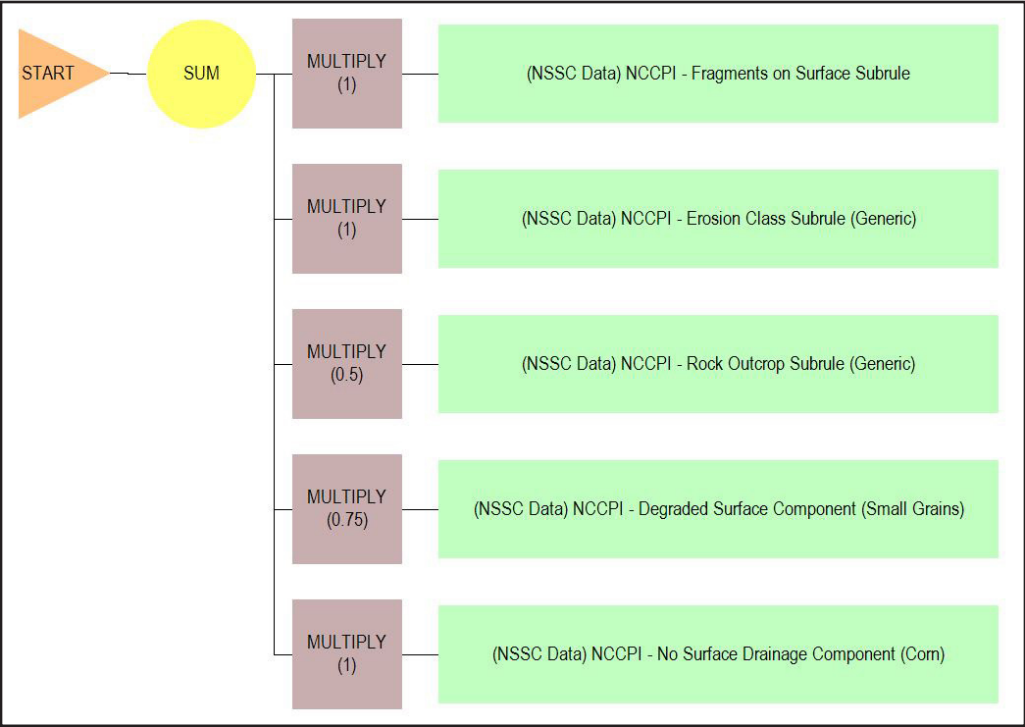 START
SUM
MULTIPLY
(1)
(NSSC Data) NCCPI - Fragments on Surface Subrule
MULTIPLY
(1)
(NSSC Data) NCCPI - Erosion Class Subrule (Generic)
MULTIPLY
(0.5)
(NSSC Data) NCCPI - Rock Outcrop Subrule (Generic)
MULTIPLY
(0.75)
(NSSC Data) NCCPI - Degraded Surface Component (Small Grains)
MULTIPLY
(1)
(NSSC Data) NCCPI - No Surface Drainage Component (Corn)